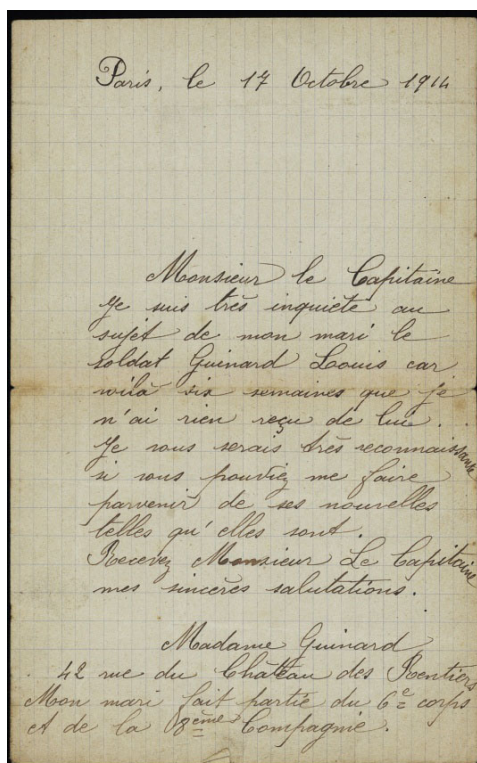 Paris, le 17 Octobre 1914
Monsieur le Capitaine
Je suis très inquiète au
sujet de mon mari le
soldat Guinard Louis car
voilà six semaines que je
n'ai rien reçu de lui..
Je vous serais très reconnaissante
si vous pouviez me faire
parvenir de ses nouvelles
telles qu'elles sont.
Recevez Monsieur Le Capitaine
mes sincères salutations.
Madame Guinard
42 rue du Château des Rentiers
Mon mari fait partie du 6e corps
et de la 8ème Compagnie.